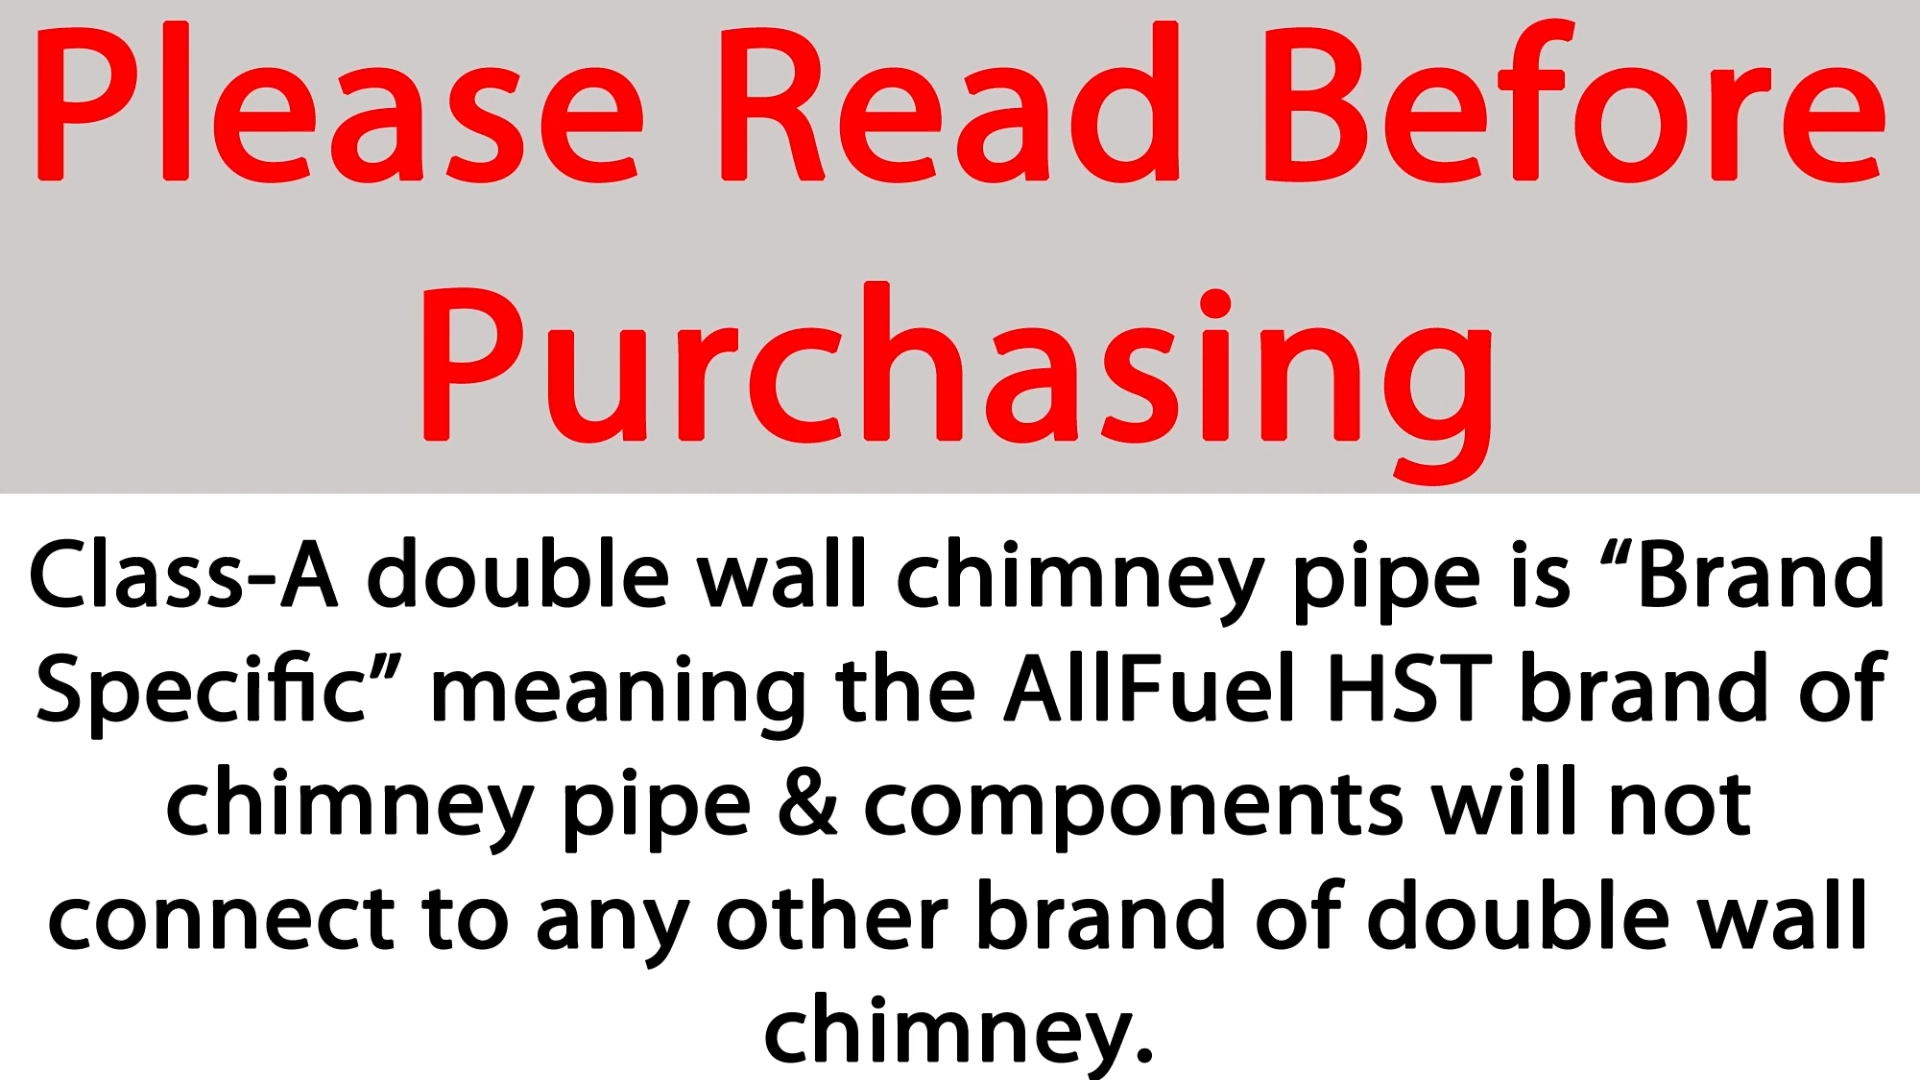 Please Read Before
Purchasing
Class-A double wall chimney pipe is “Brand
Specific” meaning the AllFuel HST brand of
chimney pipe & components will not
connect to any other brand of double wall
chimney.